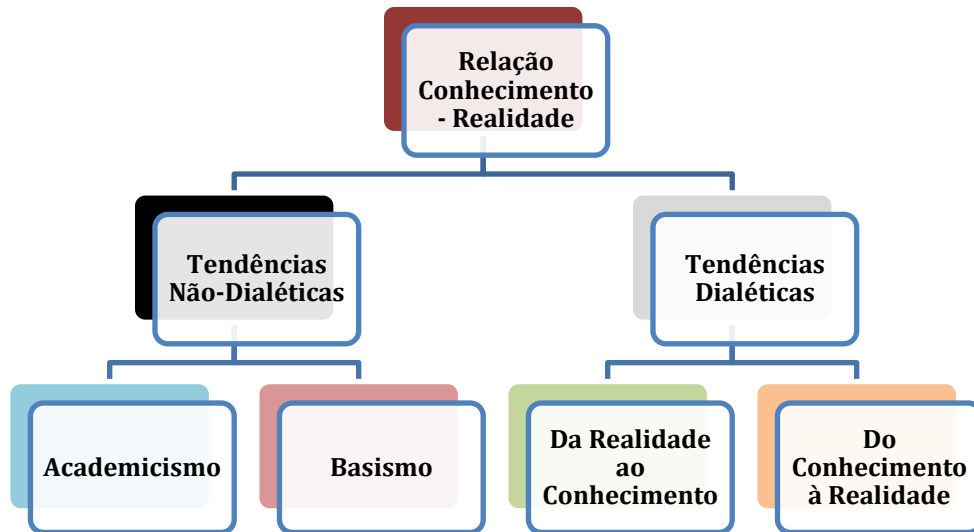 Relação
Conhecimento
- Realidade
Tendências
Não-Dialéticas
Tendências
Dialéticas
Academicismo
Basismo
Da Realidade
ao
Conhecimento
Do
Conhecimento
à Realidade